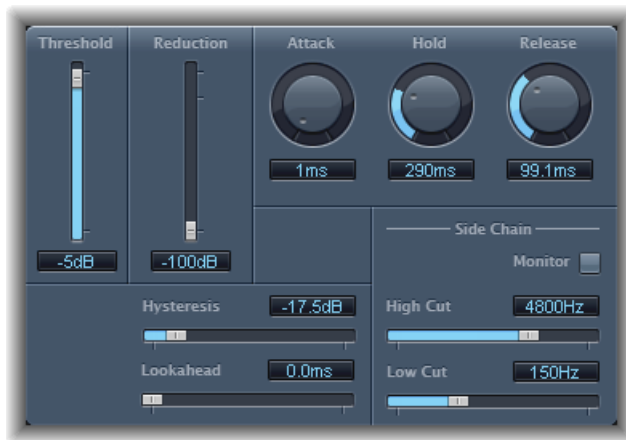 Threshold
Reduction
Attack
Hold
Release
1ms
290ms
99.1ms
-5dB
-100dB
Side Chain
Monitor
Hysteresis
-17.5dB
High Cut
4800Hz
Lookahead
0.0ms
Low Cut
150Hz